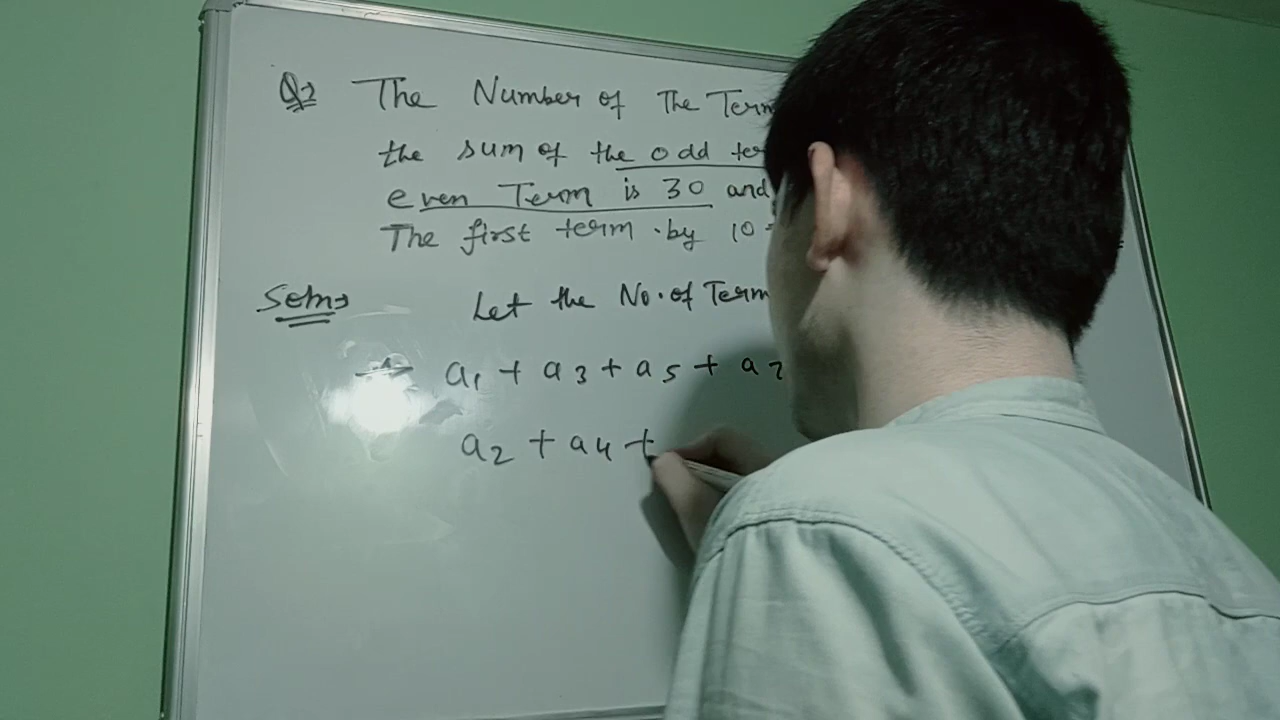 Q2 The Number of The Term
the sum of the odd ter
even Term is 30 and
The first term by 10
Soln Let the No. of Term
a1 + a3 + a5 + a7
a2 + a4 +